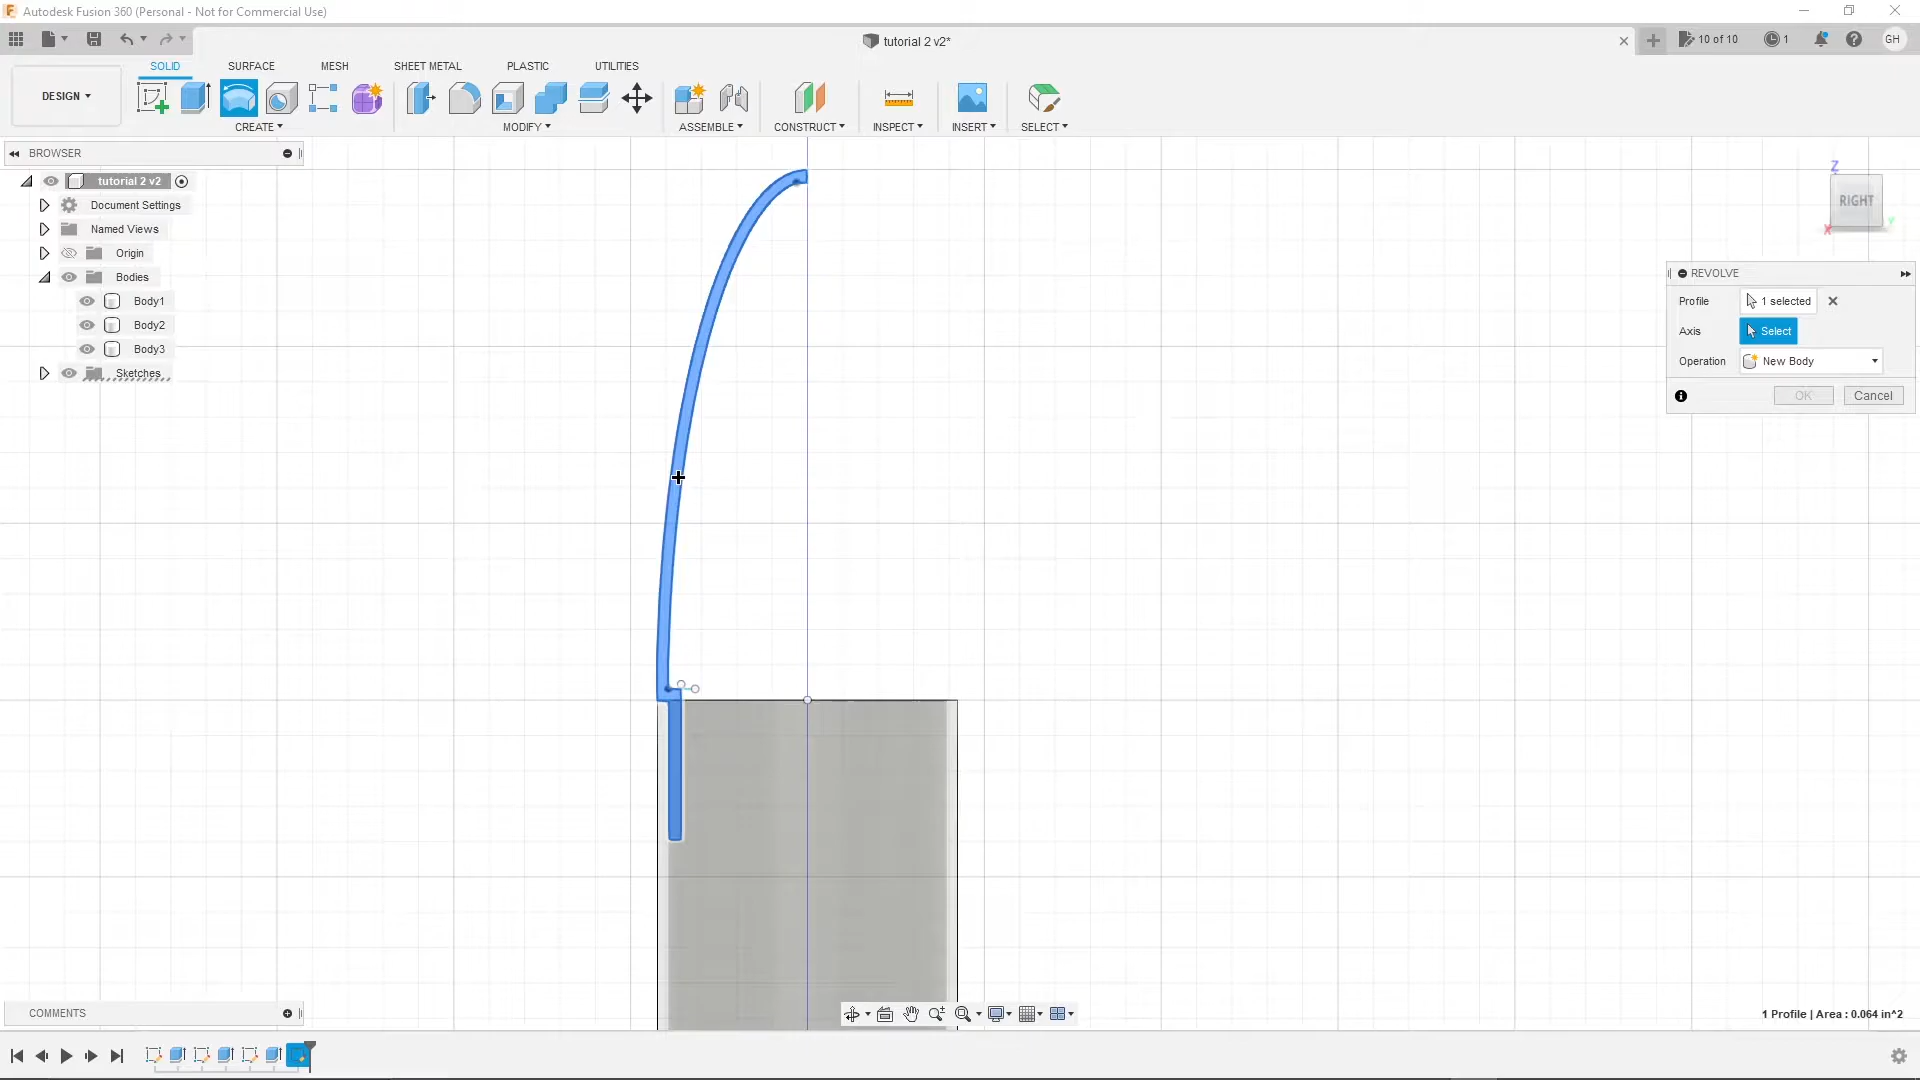 Autodesk Fusion 360 (Personal - Not for Commercial Use)
tutorial 2 v2*
10 of 10
1
GH
DESIGN
SOLID
SURFACE
MESH
SHEET METAL
PLASTIC
UTILITIES
CREATE
MODIFY
ASSEMBLE
CONSTRUCT
INSPECT
INSERT
SELECT
BROWSER
tutorial 2 v2
Document Settings
Named Views
Origin
Bodies
Body1
Body2
Body3
Sketches
Z
RIGHT
X
Y
REVOLVE
Profile
1 selected
Axis
Select
Operation
New Body
OK
Cancel
COMMENTS
1 Profile | Area : 0.064 in^2